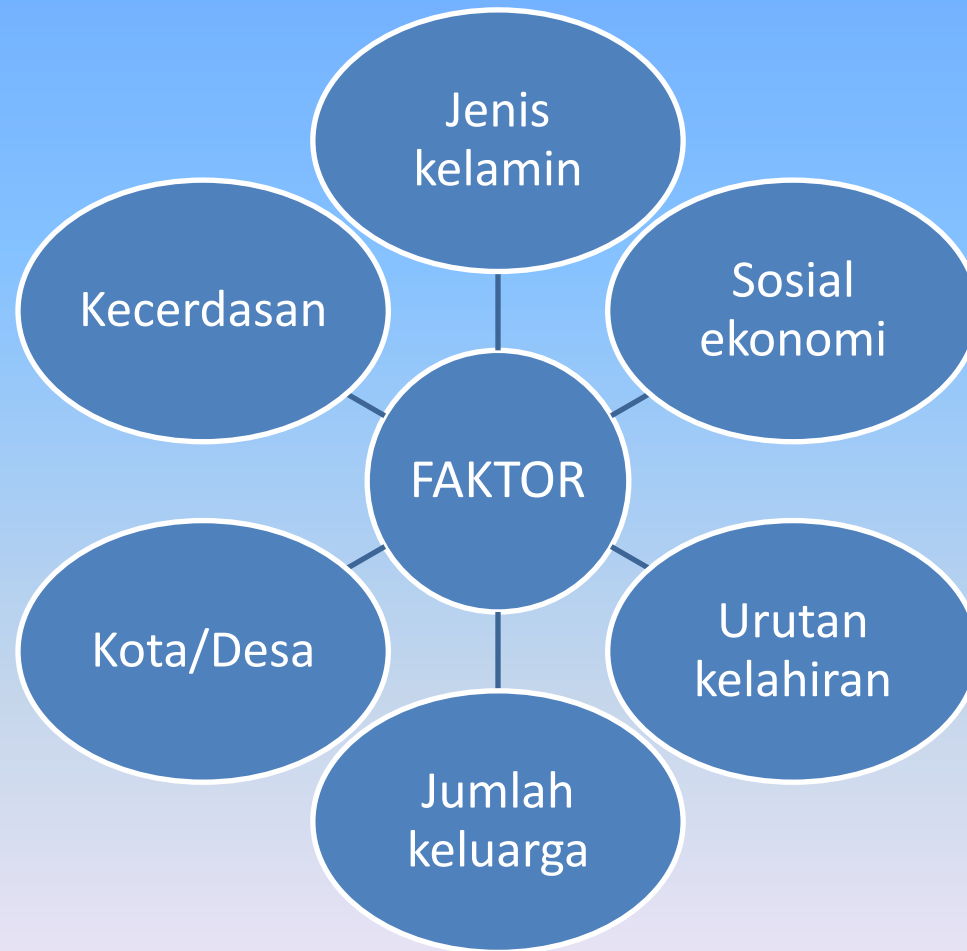 Jenis
kelamin
Kecerdasan
Sosial
ekonomi
FAKTOR
Kota/Desa
Urutan
kelahiran
Jumlah
keluarga